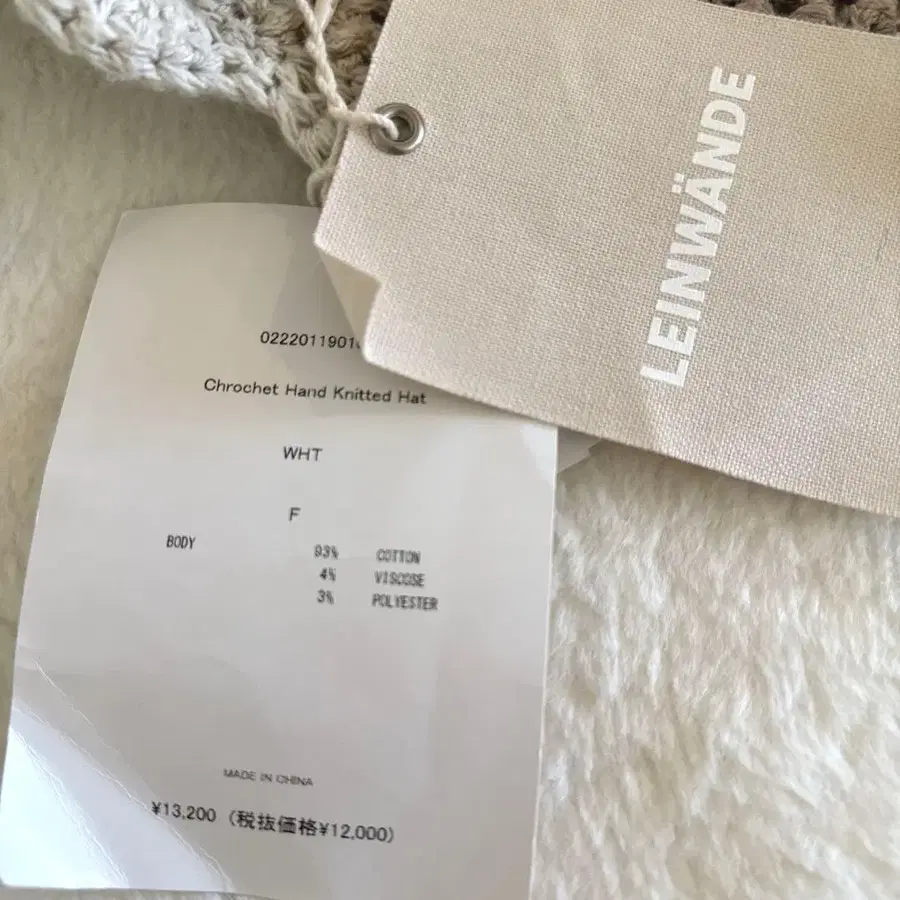 LEINWÄNDE
Chrochet Hand Knitted Hat
WHT
F
BODY 93% COTTON
4% VISCOSE
3% POLYESTER
MADE IN CHINA
¥13,200 (税抜価格¥12,000)